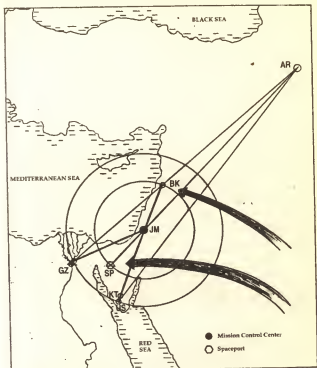 BLACK SEA
AR
MEDITERRANEAN SEA
BK
JM
GZ
SP
KT
RED
SEA
Mission Control Center
Spaceport